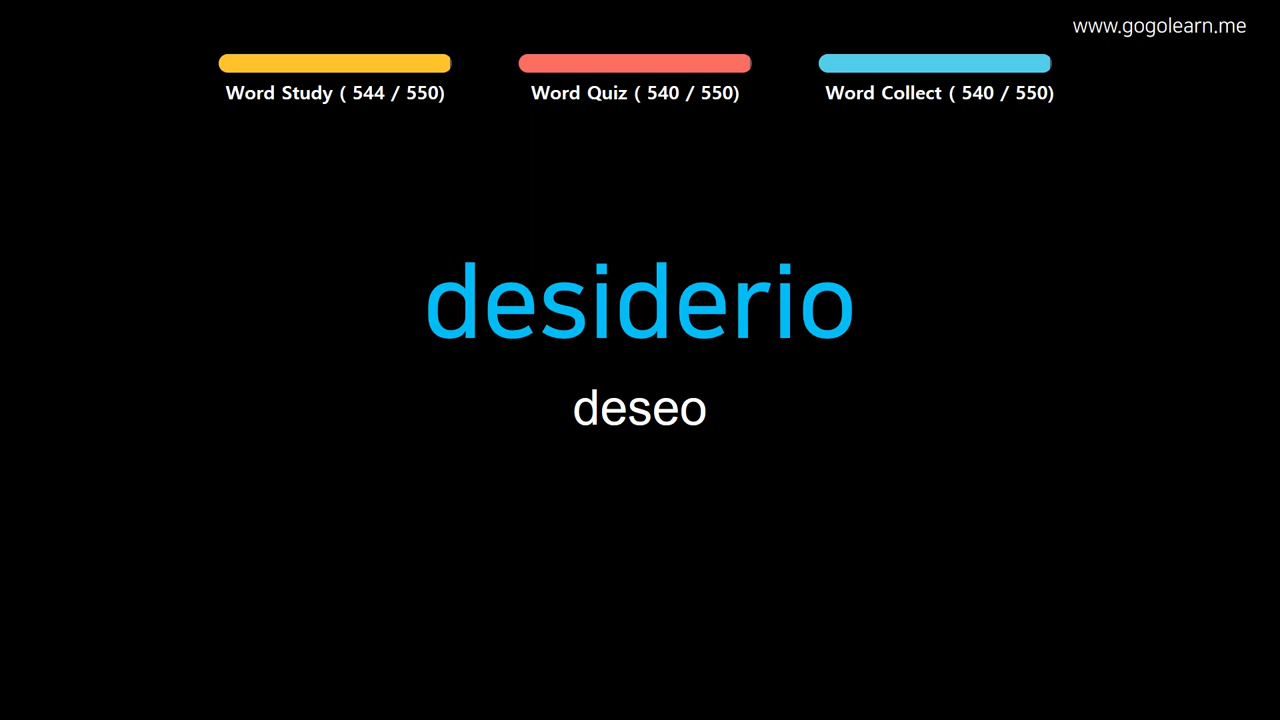 www.gogolearn.me
Word Study ( 544 / 550)
Word Quiz ( 540 / 550)
Word Collect ( 540 / 550)
desiderio
deseo